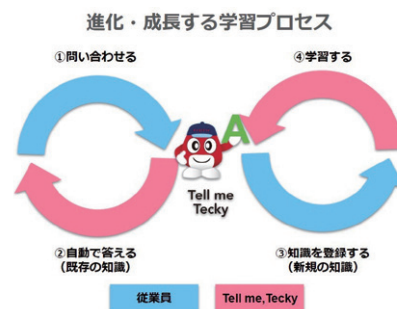 進化・成長する学習プロセス
①問い合わせる
④学習する
A
Tell me
Tecky
②自動で答える
(既存の知識)
③知識を登録する
(新規の知識)
従業員
Tell me,Tecky